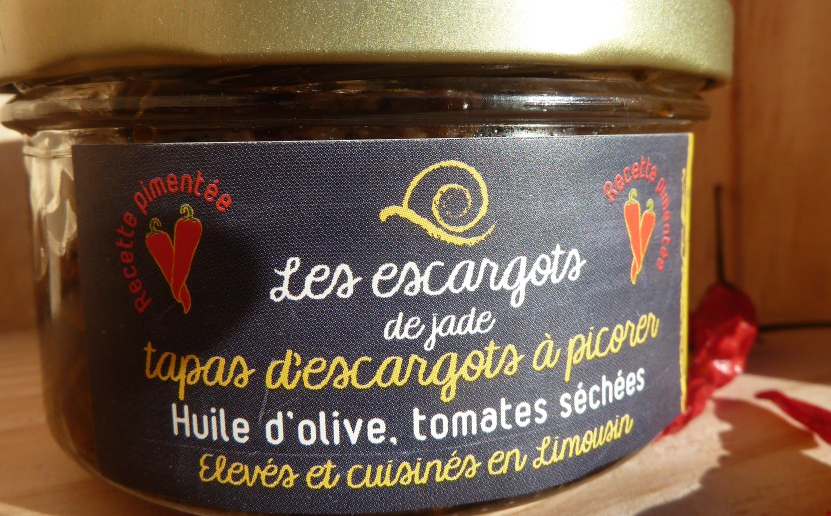 Recette pimentée
Recette pimentée
Les escargots
de jade
tapas d'escargots à picorer
Huile d'olive, tomates séchées
Elevés et cuisinés en Limousin